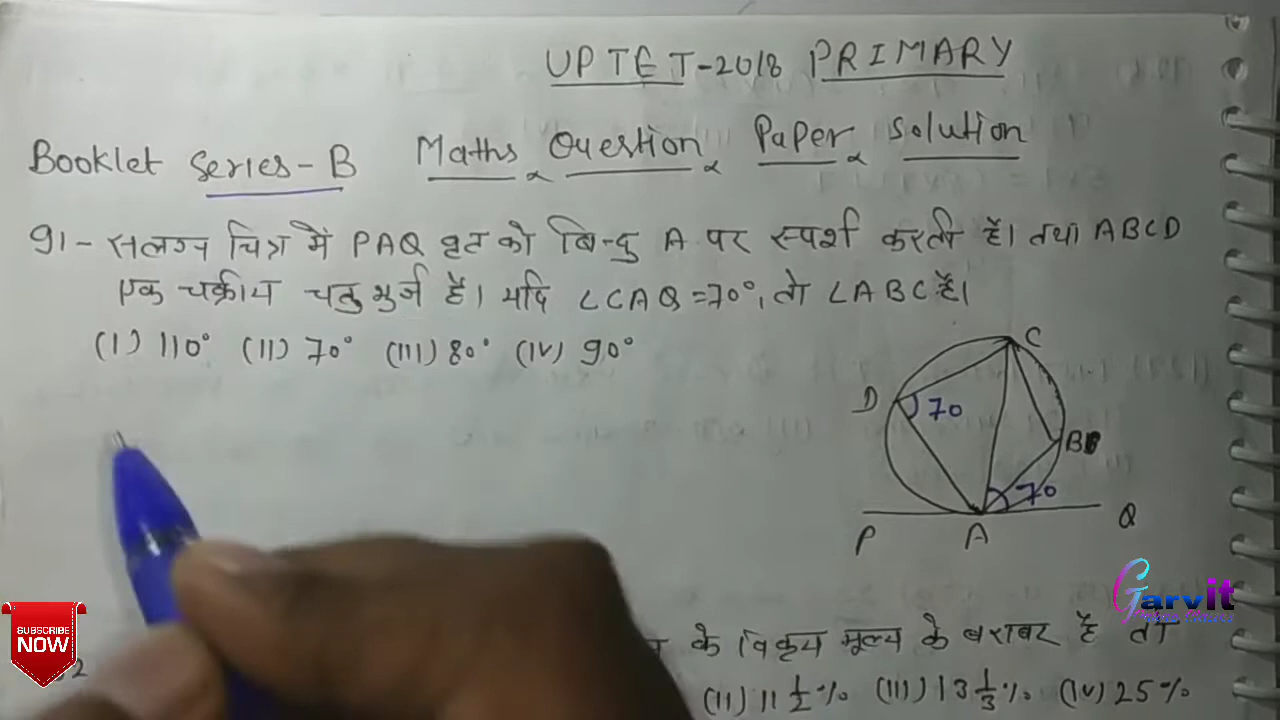 UPTET-2018 PRIMARY
Booklet Series-B Maths Question Paper Solution
91- सलग्न चित्र में PAQ वृत को बिन्दु A पर स्पर्श करती है। तथा ABCD
एक चक्रीय चतुर्भुज है। यदि ∠CAQ =70°, तो ∠ABC है।
(I) 110° (II) 70° (III) 80° (IV) 90°
C
D 70
B
70
P A Q
Garvit
के विकृय मूल्य के बराबर है तो
SUBSCRIBE
NOW
(II) 11 1/2 % (III) 13 1/3 % (IV) 25%